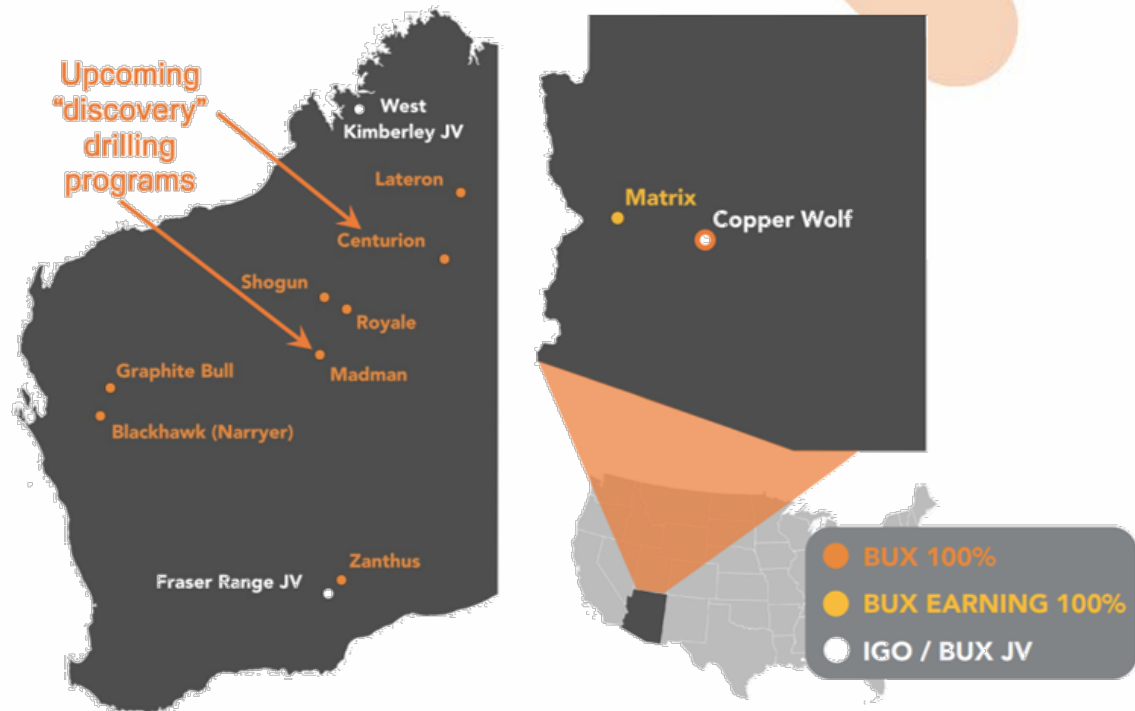 Upcoming
“discovery”
drilling
programs
West
Kimberley JV
Lateron
Centurion
Shogun
Royale
Madman
Graphite Bull
Blackhawk (Narryer)
Zanthus
Fraser Range JV
Matrix
Copper Wolf
BUX 100%
BUX EARNING 100%
IGO / BUX JV